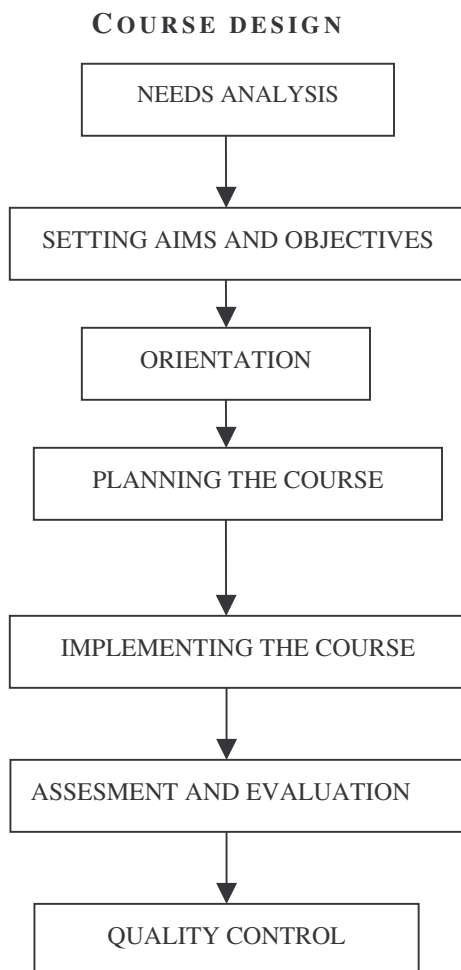 COURSE DESIGN
NEEDS ANALYSIS
SETTING AIMS AND OBJECTIVES
ORIENTATION
PLANNING THE COURSE
IMPLEMENTING THE COURSE
ASSESMENT AND EVALUATION
QUALITY CONTROL